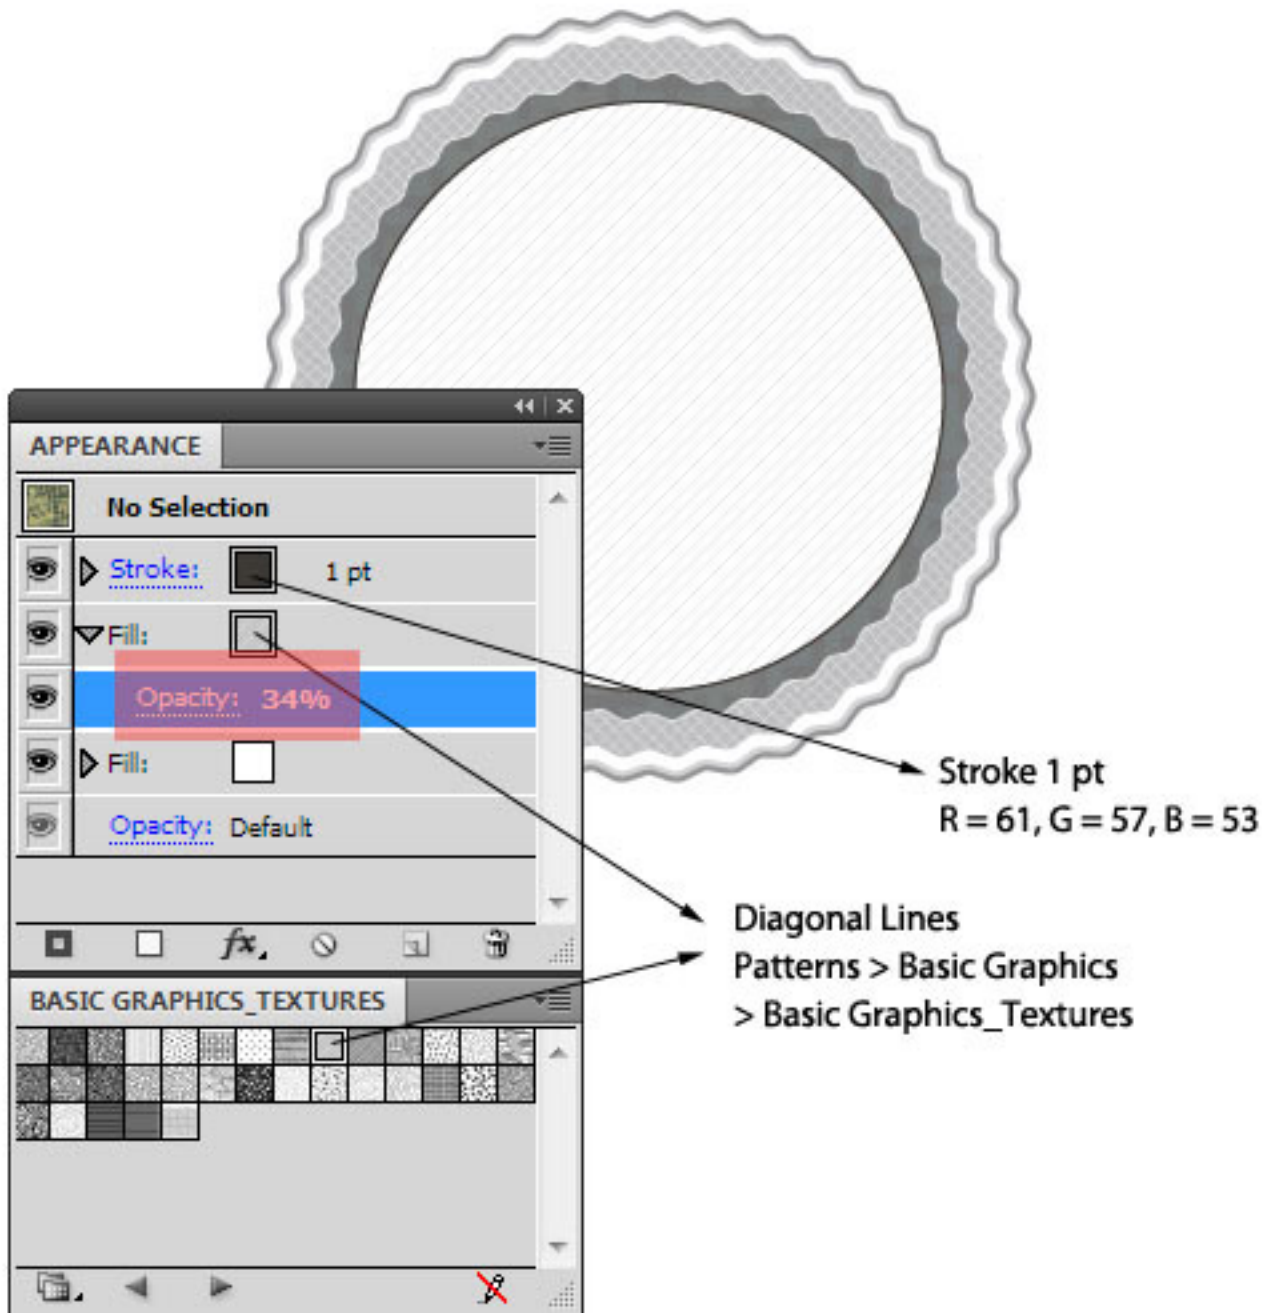 APPEARANCE
No Selection
Stroke: 1 pt
Fill:
Opacity: 34%
Fill:
Opacity: Default
fx
Stroke 1 pt
R = 61, G = 57, B = 53
Diagonal Lines
Patterns > Basic Graphics
> Basic Graphics_Textures
BASIC GRAPHICS_TEXTURES